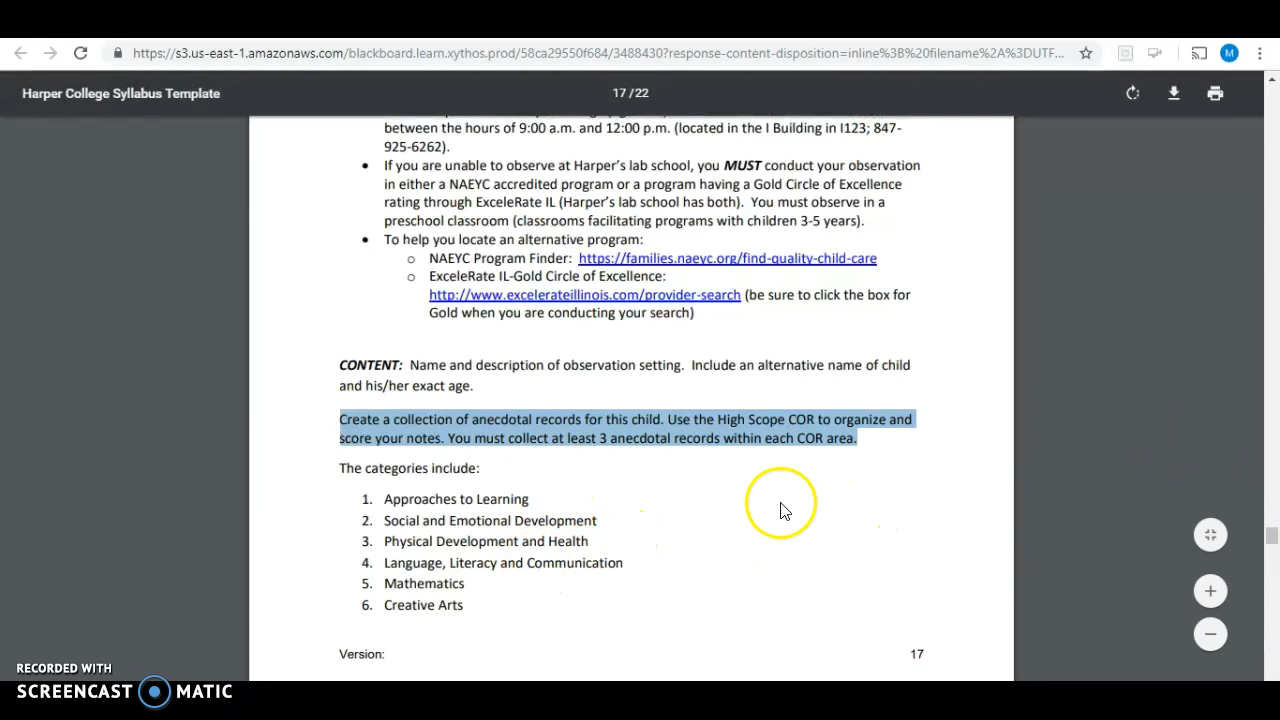 https://s3.us-east-1.amazonaws.com/blackboard.learn.xythos.prod/58ca29550f684/3488430?response-content-disposition=inline%3B%20filename%2A%3DUTF...
M
Harper College Syllabus Template
17 / 22
between the hours of 9:00 a.m. and 12:00 p.m. (located in the I Building in I123; 847-
925-6262).
• If you are unable to observe at Harper's lab school, you MUST conduct your observation
in either a NAEYC accredited program or a program having a Gold Circle of Excellence
rating through ExceleRate IL (Harper's lab school has both).  You must observe in a
preschool classroom (classrooms facilitating programs with children 3-5 years).
• To help you locate an alternative program:
o NAEYC Program Finder:  https://families.naeyc.org/find-quality-child-care
o ExceleRate IL-Gold Circle of Excellence:
http://www.excelerateillinois.com/provider-search (be sure to click the box for
Gold when you are conducting your search)
CONTENT:  Name and description of observation setting.  Include an alternative name of child
and his/her exact age.
Create a collection of anecdotal records for this child. Use the High Scope COR to organize and
score your notes. You must collect at least 3 anecdotal records within each COR area.
The categories include:
1. Approaches to Learning
2. Social and Emotional Development
3. Physical Development and Health
4. Language, Literacy and Communication
5. Mathematics
6. Creative Arts
Version:
17
RECORDED WITH
SCREENCAST MATIC